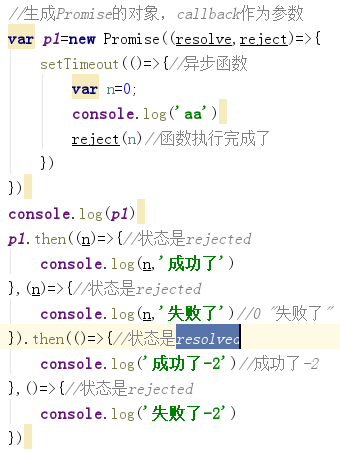 //生成Promise的对象，callback作为参数
var p1=new Promise((resolve,reject)=>{
setTimeout(()=>{//异步函数
var n=0;
console.log('aa')
reject(n)//函数执行完成了
})
})
console.log(p1)
p1.then((n)=>{//状态是rejected
console.log(n,'成功了')
},(n)=>{//状态是rejected
console.log(n,'失败了')//0 "失败了"
}).then(()=>{//状态是resolved
console.log('成功了-2')//成功了-2
},()=>{//状态是rejected
console.log('失败了-2')
})